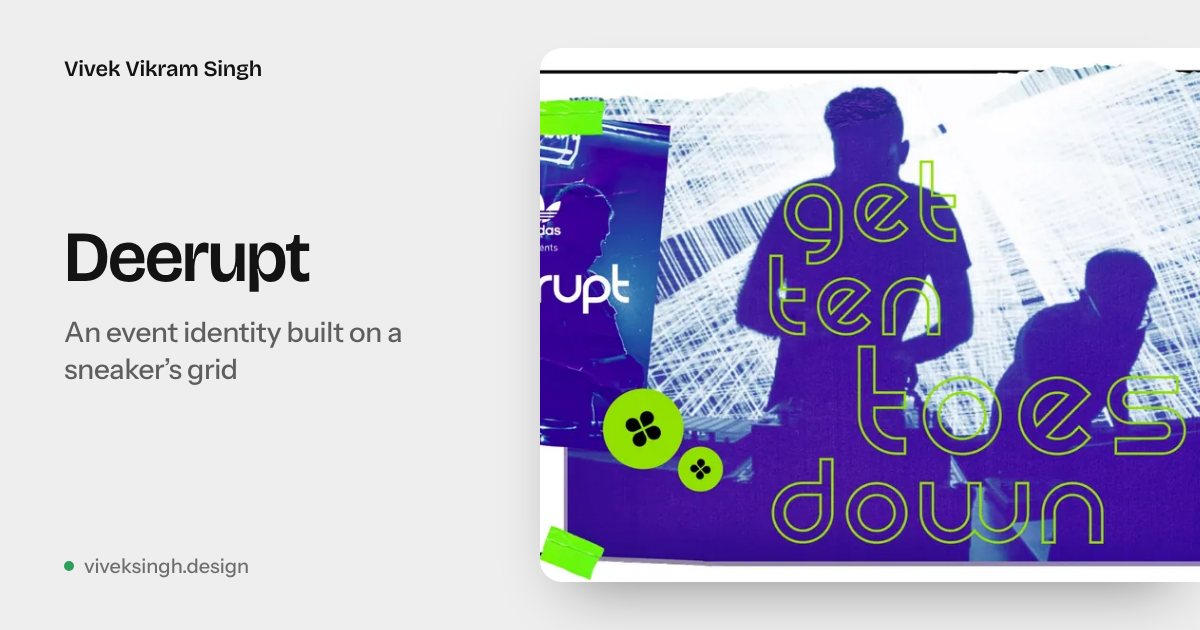 Vivek Vikram Singh
Deerupt
An event identity built on a
sneaker’s grid
viveksingh.design
das
ents
rupt
get
ten
toes
down